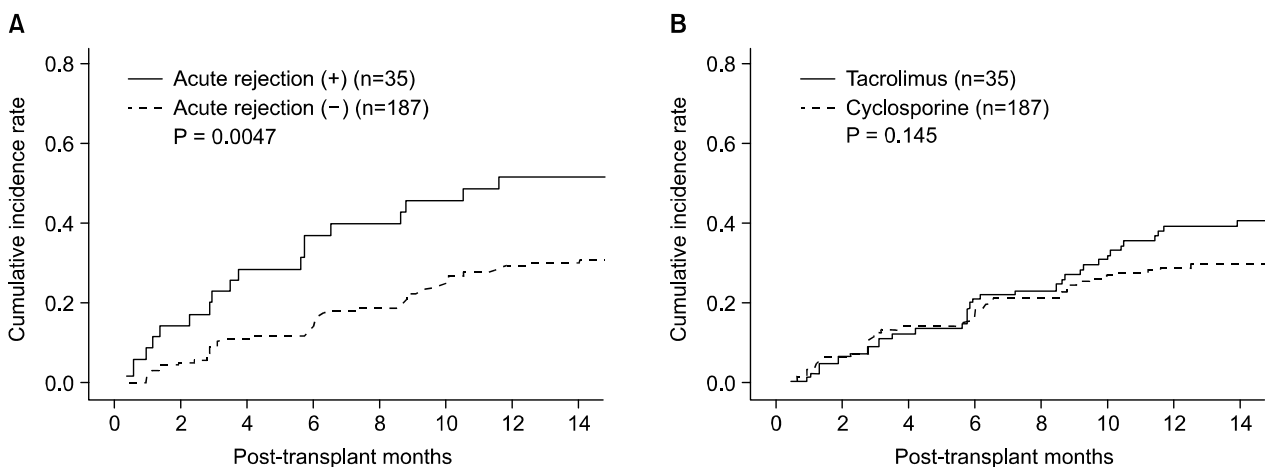 A
Cumulative incidence rate
0.8
0.6
0.4
0.2
0.0
Acute rejection (+) (n=35)
Acute rejection (−) (n=187)
P = 0.0047
0 2 4 6 8 10 12 14
Post-transplant months
B
Cumulative incidence rate
0.8
0.6
0.4
0.2
0.0
Tacrolimus (n=35)
Cyclosporine (n=187)
P = 0.145
0 2 4 6 8 10 12 14
Post-transplant months